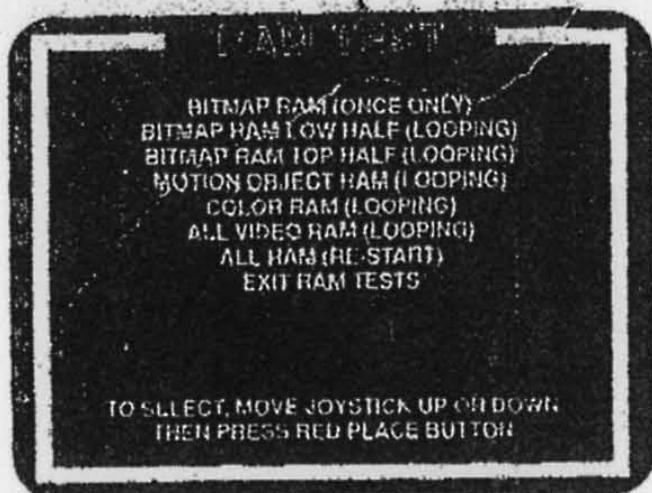 RAM TEST
BITMAP RAM (ONCE ONLY)
BITMAP RAM LOW HALF (LOOPING)
BITMAP RAM TOP HALF (LOOPING)
MOTION OBJECT RAM (LOOPING)
COLOR RAM (LOOPING)
ALL VIDEO RAM (LOOPING)
ALL RAM (RE-START)
EXIT RAM TESTS
TO SELECT, MOVE JOYSTICK UP OR DOWN
THEN PRESS RED PLACE BUTTON